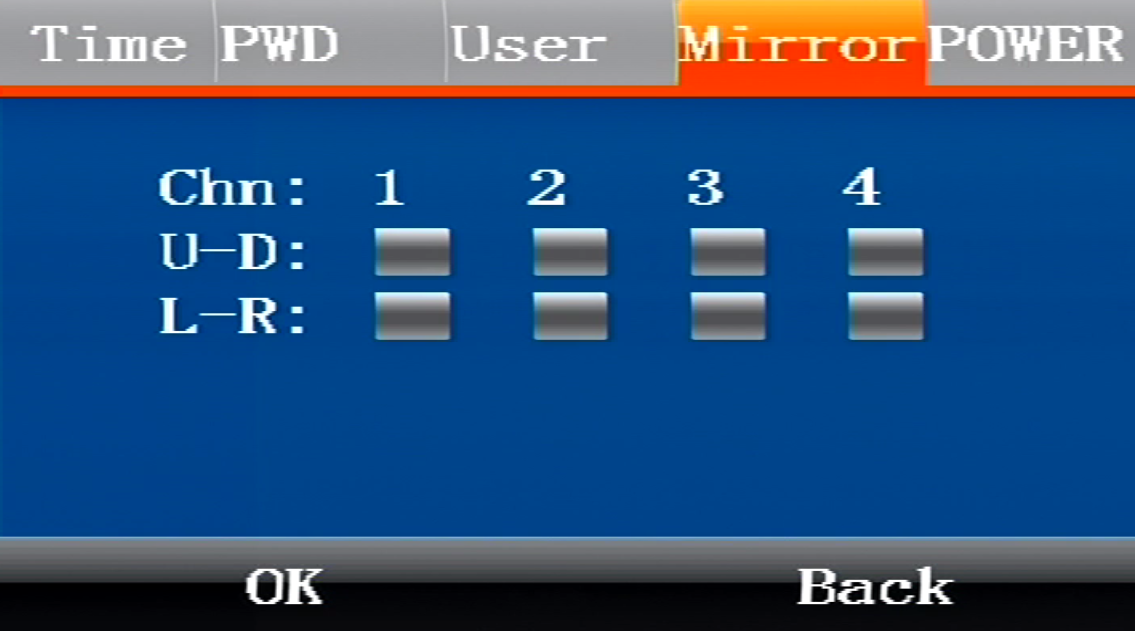 Time PWD User Mirror POWER
Chn: 1 2 3 4
U-D:
L-R:
OK Back